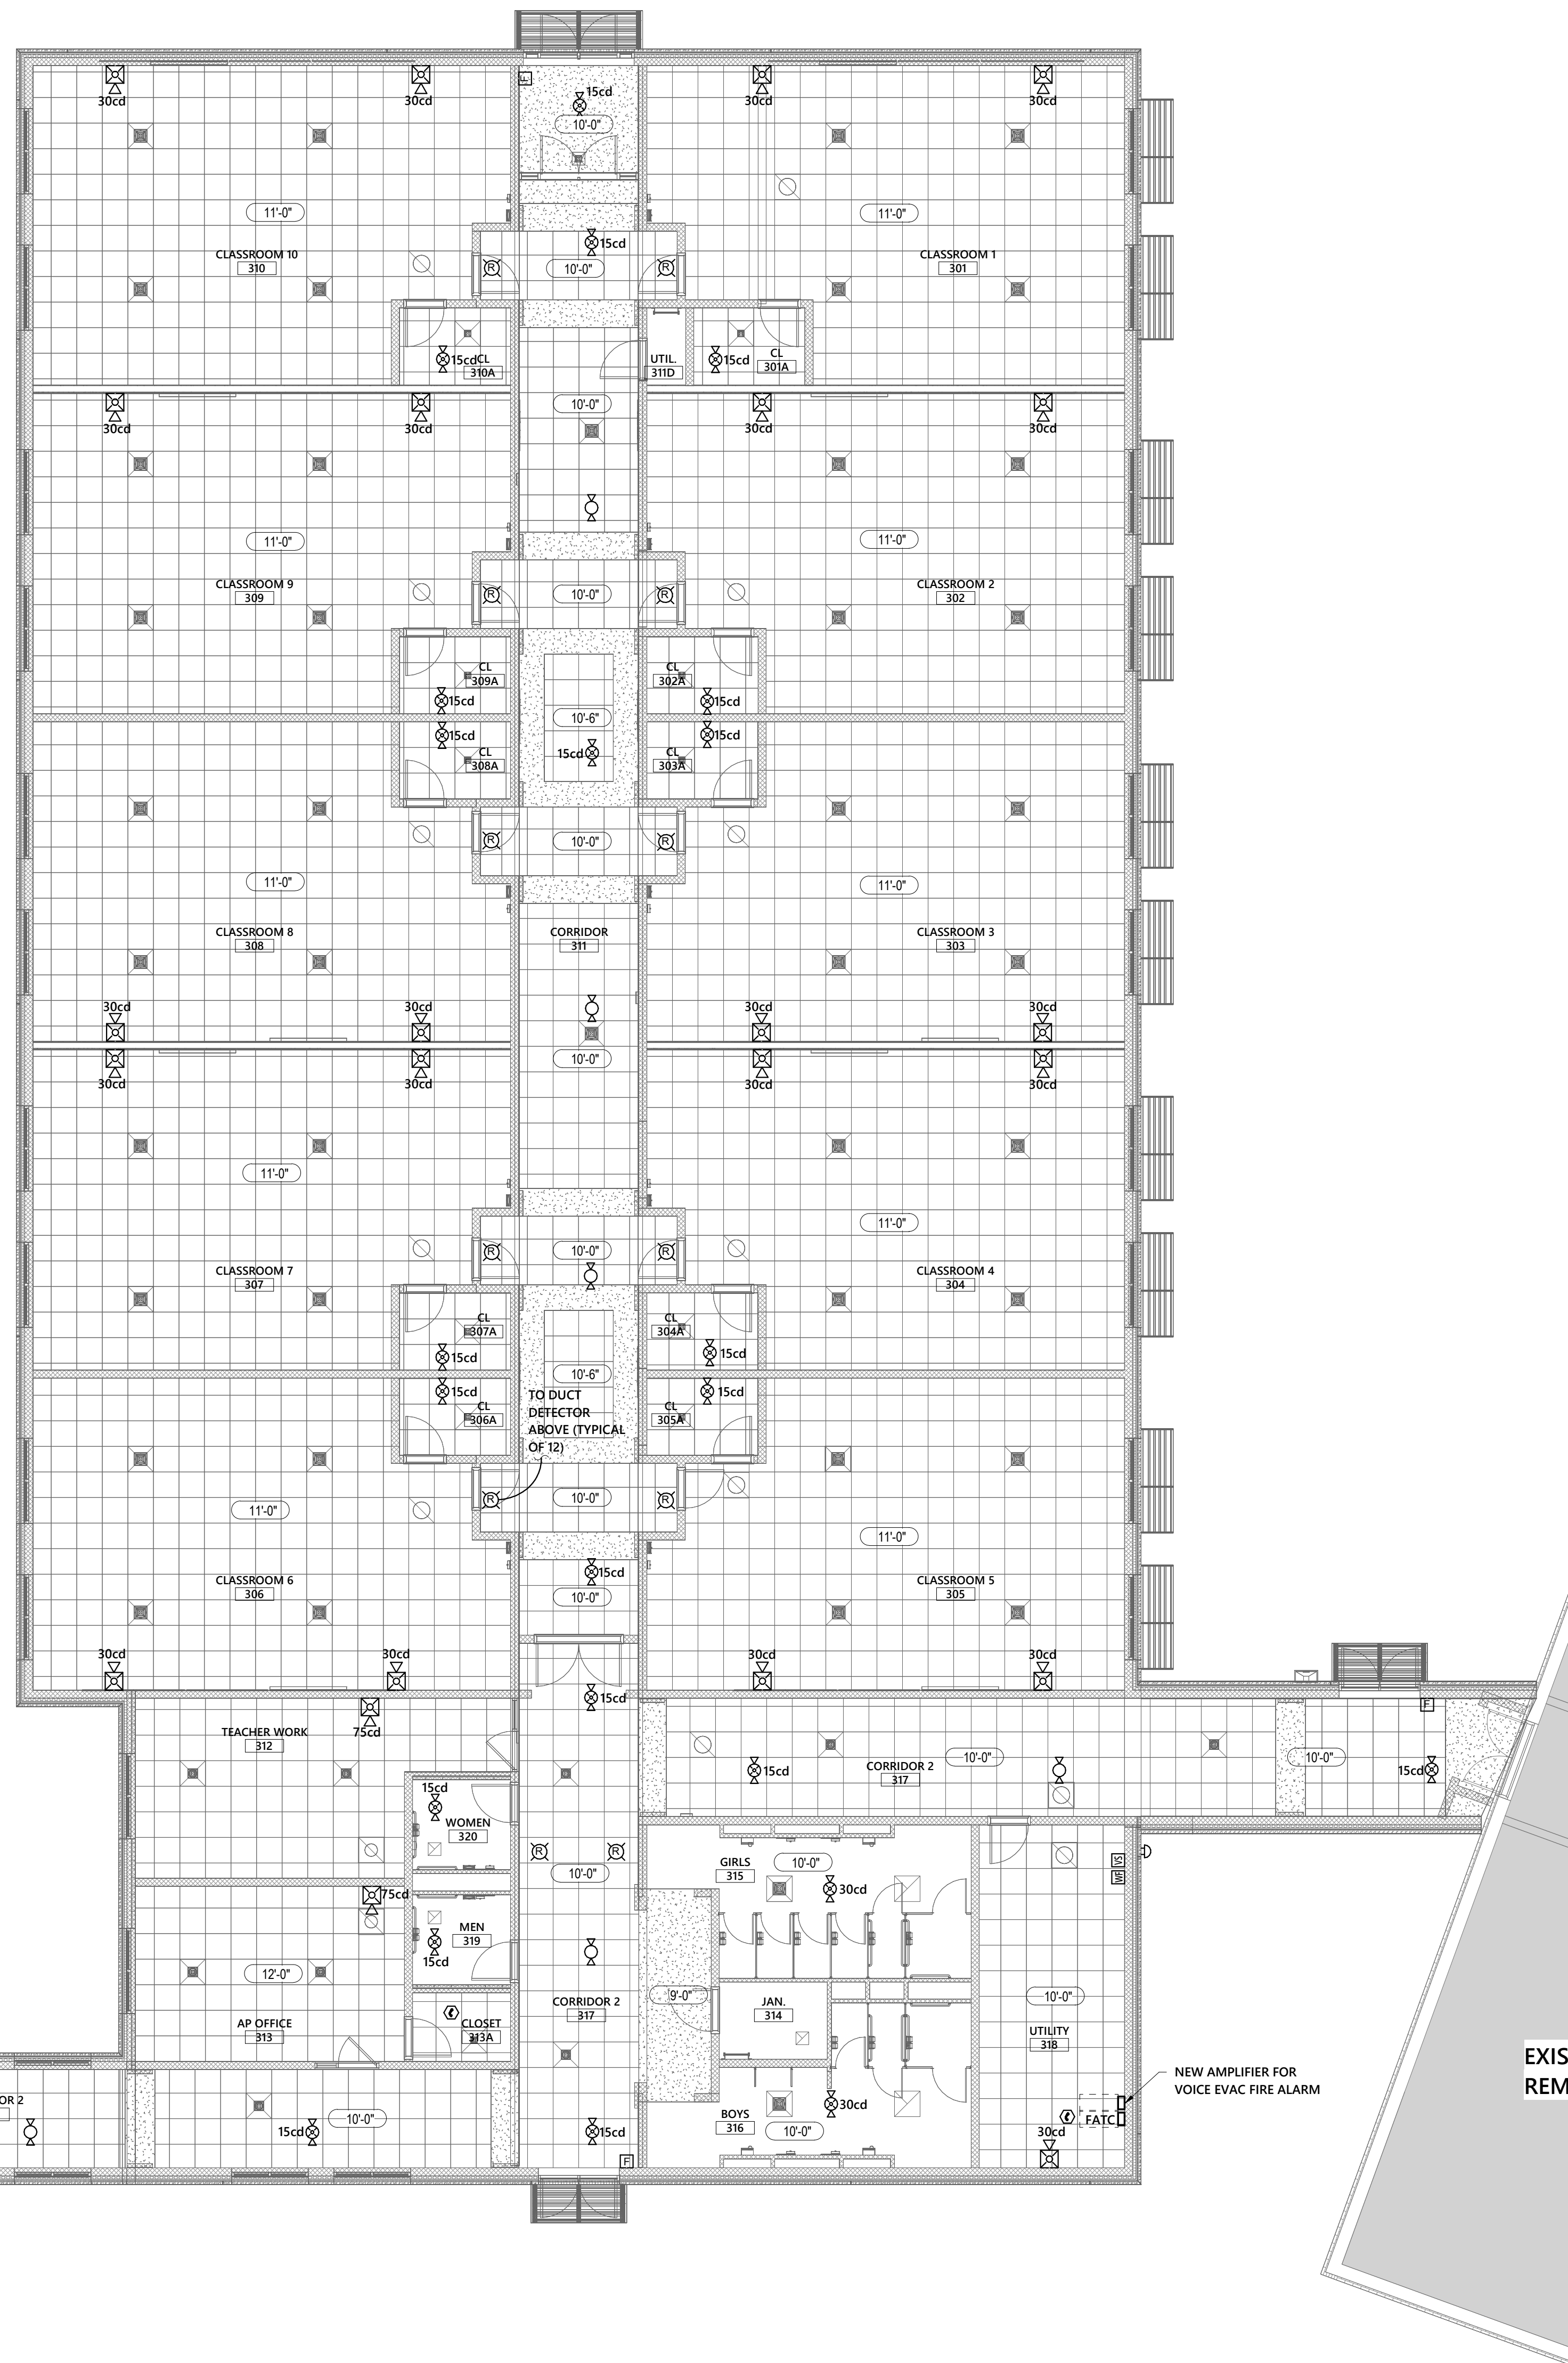 F
15cd
30cd
30cd
30cd
30cd
10'-0"
11'-0"
11'-0"
15cd
CLASSROOM 10
310
CLASSROOM 1
301
R
10'-0"
R
15cd
CL
310A
UTIL.
311D
15cd
CL
301A
10'-0"
30cd
30cd
30cd
30cd
11'-0"
11'-0"
CLASSROOM 9
309
CLASSROOM 2
302
R
10'-0"
R
CL
309A
15cd
CL
302A
15cd
10'-6"
15cd
CL
308A
15cd
CL
303A
15cd
R
10'-0"
R
11'-0"
11'-0"
CLASSROOM 8
308
CORRIDOR
311
CLASSROOM 3
303
30cd
30cd
30cd
30cd
10'-0"
30cd
30cd
30cd
30cd
11'-0"
11'-0"
R
10'-0"
R
CLASSROOM 7
307
CLASSROOM 4
304
CL
307A
15cd
CL
304A
15cd
10'-6"
15cd
CL
306A
TO DUCT
DETECTOR
ABOVE (TYPICAL
OF 12)
15cd
CL
305A
R
10'-0"
R
11'-0"
11'-0"
CLASSROOM 6
306
15cd
10'-0"
CLASSROOM 5
305
30cd
30cd
30cd
30cd
15cd
F
75cd
TEACHER WORK
312
10'-0"
10'-0"
CORRIDOR 2
317
15cd
15cd
15cd
WOMEN
320
R
R
10'-0"
GIRLS
315
10'-0"
30cd
VS
WF
75cd
MEN
319
15cd
12'-0"
AP OFFICE
313
CLOSET
313A
CORRIDOR 2
317
9'-0"
JAN.
314
10'-0"
UTILITY
318
NEW AMPLIFIER FOR
VOICE EVAC FIRE ALARM
EXIS
REM
OR 2
10'-0"
15cd
15cd
F
BOYS
316
30cd
10'-0"
FATC
30cd